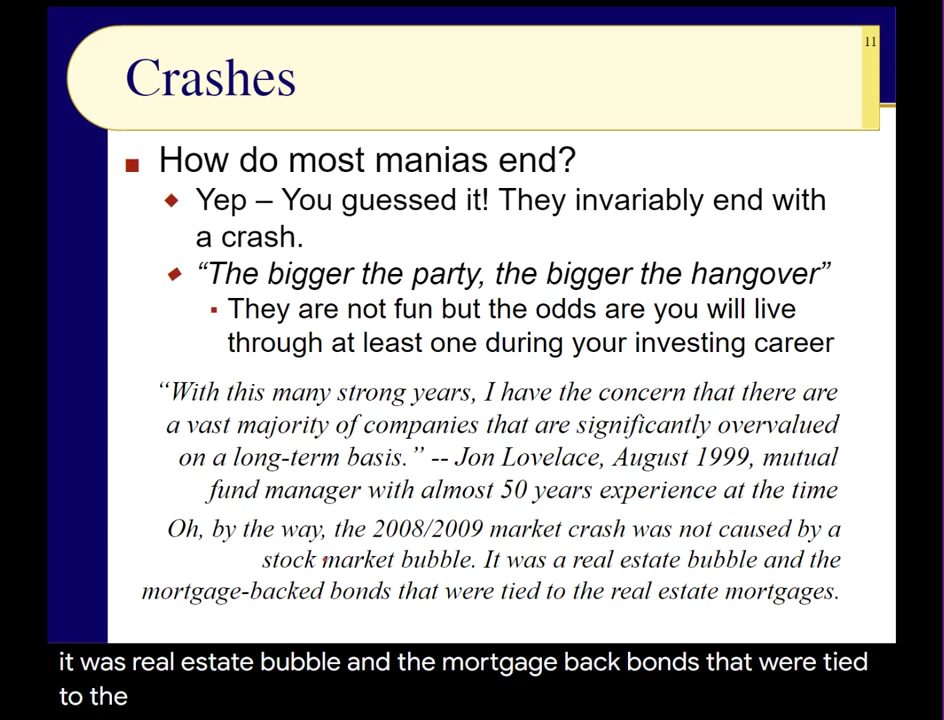 11
Crashes
How do most manias end?
Yep – You guessed it! They invariably end with
a crash.
“The bigger the party, the bigger the hangover”
They are not fun but the odds are you will live
through at least one during your investing career
“With this many strong years, I have the concern that there are
a vast majority of companies that are significantly overvalued
on a long-term basis.” -- Jon Lovelace, August 1999, mutual
fund manager with almost 50 years experience at the time
Oh, by the way, the 2008/2009 market crash was not caused by a
stock market bubble. It was a real estate bubble and the
mortgage-backed bonds that were tied to the real estate mortgages.
it was real estate bubble and the mortgage back bonds that were tied
to the